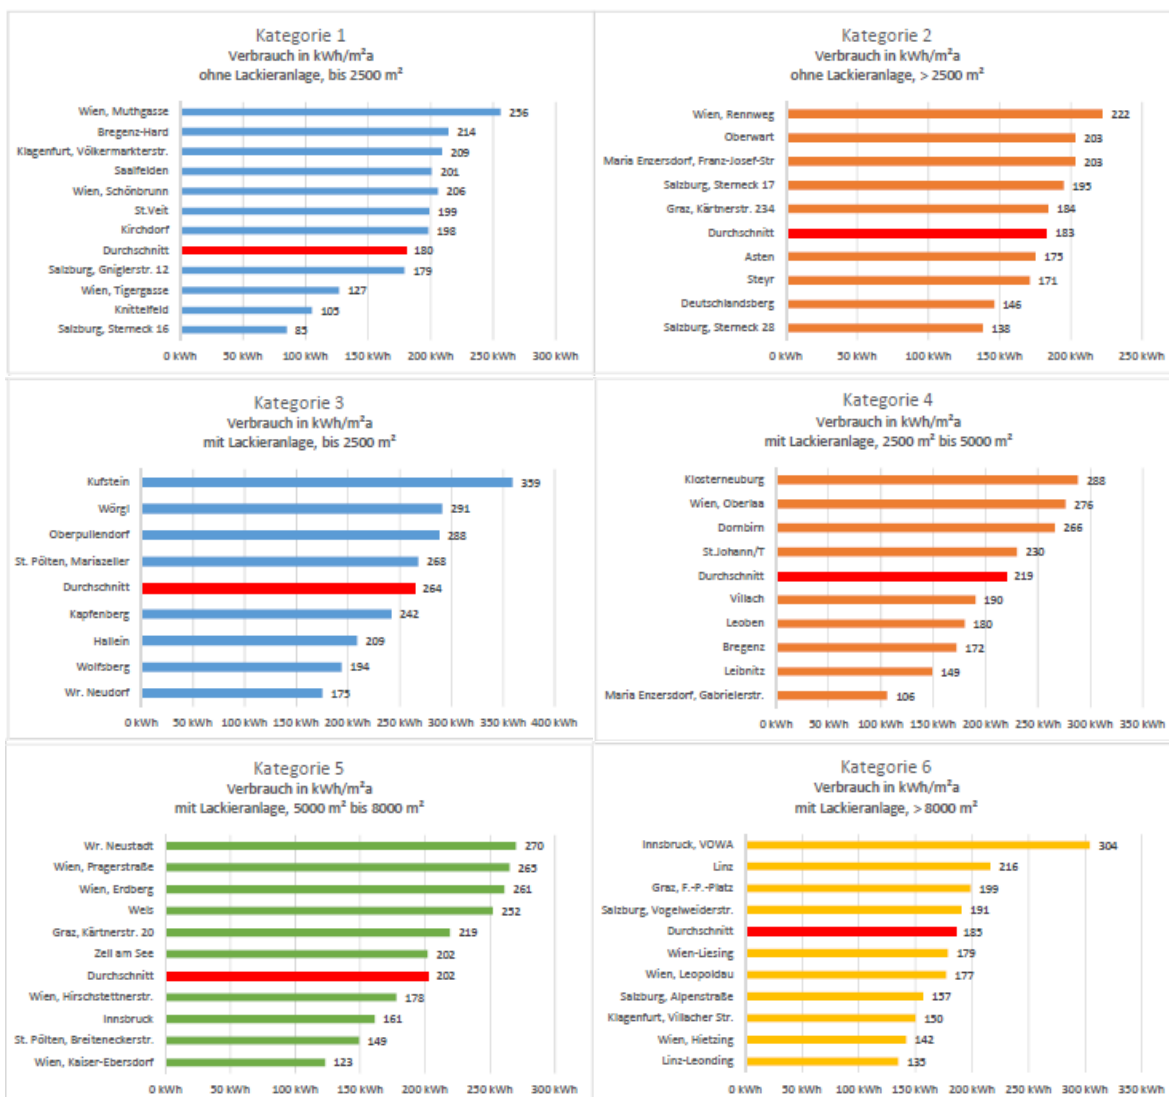 Kategorie 1
Verbrauch in kWh/m²a
ohne Lackieranlage, bis 2500 m²
Wien, Muthgasse 256
Bregenz-Hard 214
Klagenfurt, Völkermarkterstr. 209
Saalfelden 201
Wien, Schönbrunn 206
St.Veit 199
Kirchdorf 198
Durchschnitt 180
Salzburg, Gniglerstr. 12 179
Wien, Tigergasse 127
Knittelfeld 105
Salzburg, Sterneck 16 85
0 kWh 50 kWh 100 kWh 150 kWh 200 kWh 250 kWh 300 kWh
Kategorie 2
Verbrauch in kWh/m²a
ohne Lackieranlage, > 2500 m²
Wien, Rennweg 222
Oberwart 203
Maria Enzersdorf, Franz-Josef-Str 203
Salzburg, Sterneck 17 195
Graz, Kärtnerstr. 234 184
Durchschnitt 183
Asten 175
Steyr 171
Deutschlandsberg 146
Salzburg, Sterneck 28 138
0 kWh 50 kWh 100 kWh 150 kWh 200 kWh 250 kWh
Kategorie 3
Verbrauch in kWh/m²a
mit Lackieranlage, bis 2500 m²
Kufstein 359
Wörgl 291
Oberpullendorf 288
St. Pölten, Mariazeller 268
Durchschnitt 264
Kapfenberg 242
Hallein 209
Wolfsberg 194
Wr. Neudorf 175
0 kWh 50 kWh 100 kWh 150 kWh 200 kWh 250 kWh 300 kWh 350 kWh 400 kWh
Kategorie 4
Verbrauch in kWh/m²a
mit Lackieranlage, 2500 m² bis 5000 m²
Klosterneuburg 288
Wien, Oberlaa 276
Dornbirn 266
St.Johann/T 230
Durchschnitt 219
Villach 190
Leoben 180
Bregenz 172
Leibnitz 149
Maria Enzersdorf, Gabrielerstr. 106
0 kWh 50 kWh 100 kWh 150 kWh 200 kWh 250 kWh 300 kWh 350 kWh
Kategorie 5
Verbrauch in kWh/m²a
mit Lackieranlage, 5000 m² bis 8000 m²
Wr. Neustadt 270
Wien, Pragerstraße 265
Wien, Erdberg 261
Wels 252
Graz, Kärtnerstr. 20 219
Zell am See 202
Durchschnitt 202
Wien, Hirschstettnerstr. 178
Innsbruck 161
St. Pölten, Breiteneckerstr. 149
Wien, Kaiser-Ebersdorf 123
0 kWh 50 kWh 100 kWh 150 kWh 200 kWh 250 kWh 300 kWh
Kategorie 6
Verbrauch in kWh/m²a
mit Lackieranlage, > 8000 m²
Innsbruck, VOWA 304
Linz 216
Graz, F.-P.-Platz 199
Salzburg, Vogelweiderstr. 191
Durchschnitt 185
Wien-Liesing 179
Wien, Leopoldau 177
Salzburg, Alpenstraße 157
Klagenfurt, Villacher Str. 150
Wien, Hietzing 142
Linz-Leonding 135
0 kWh 50 kWh 100 kWh 150 kWh 200 kWh 250 kWh 300 kWh 350 kWh